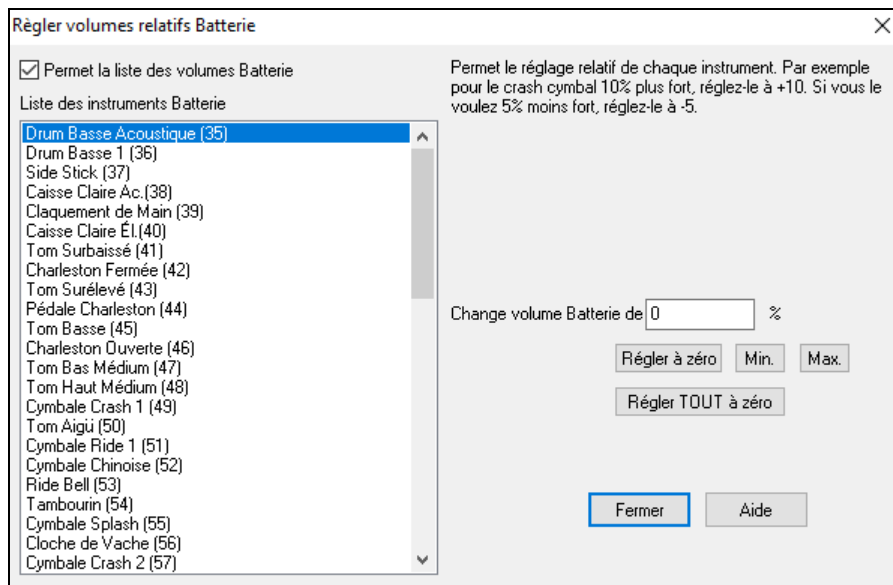 Règler volumes relatifs Batterie
Permet la liste des volumes Batterie
Liste des instruments Batterie
Drum Basse Acoustique (35)
Drum Basse 1 (36)
Side Stick (37)
Caisse Claire Ac.(38)
Claquement de Main (39)
Caisse Claire Él.(40)
Tom Surbaissé (41)
Charleston Fermée (42)
Tom Surélevé (43)
Pédale Charleston (44)
Tom Basse (45)
Charleston Ouverte (46)
Tom Bas Médium (47)
Tom Haut Médium (48)
Cymbale Crash 1 (49)
Tom Aigü (50)
Cymbale Ride 1 (51)
Cymbale Chinoise (52)
Ride Bell (53)
Tambourin (54)
Cymbale Splash (55)
Cloche de Vache (56)
Cymbale Crash 2 (57)
Permet le réglage relatif de chaque instrument. Par exemple
pour le crash cymbal 10% plus fort, réglez-le à +10. Si vous le
voulez 5% moins fort, réglez-le à -5.
Change volume Batterie de 0 %
Régler à zéro Min. Max.
Régler TOUT à zéro
Fermer Aide